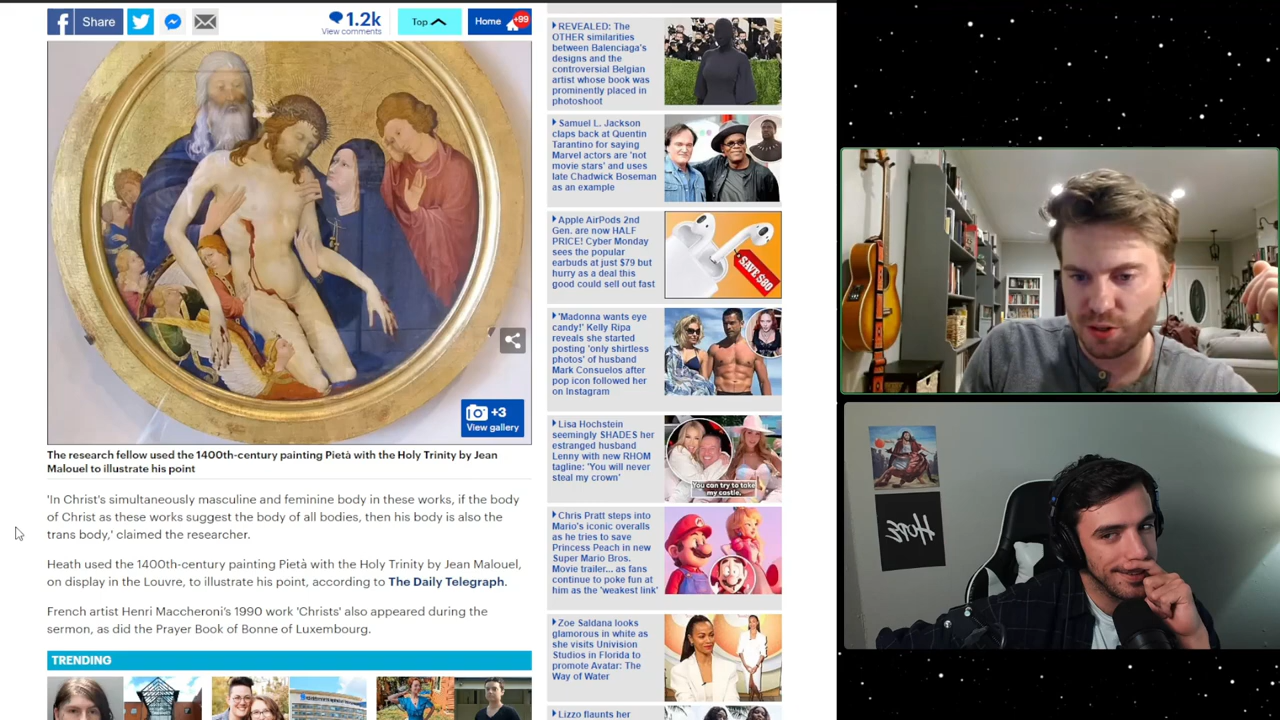 Share
1.2k
View comments
Top
Home
+99
+3
View gallery
The research fellow used the 1400th-century painting Pietà with the Holy Trinity by Jean
Malouel to illustrate his point
'In Christ's simultaneously masculine and feminine body in these works, if the body
of Christ as these works suggest the body of all bodies, then his body is also the
trans body,' claimed the researcher.
Heath used the 1400th-century painting Pietà with the Holy Trinity by Jean Malouel,
on display in the Louvre, to illustrate his point, according to The Daily Telegraph.
French artist Henri Maccheroni's 1990 work 'Christs' also appeared during the
sermon, as did the Prayer Book of Bonne of Luxembourg.
TRENDING
REVEALED: The
OTHER similarities
between Balenciaga's
designs and the
controversial Belgian
artist whose book was
prominently placed in
photoshoot
Samuel L. Jackson
claps back at Quentin
Tarantino for saying
Marvel actors are 'not
movie stars' and uses
late Chadwick Boseman
as an example
Apple AirPods 2nd
Gen. are now HALF
PRICE! Cyber Monday
sees the popular
earbuds at just $79 but
hurry as a deal this
good could sell out fast
SAVE $80
'Madonna wants eye
candy!' Kelly Ripa
reveals she started
posting 'only shirtless
photos' of husband
Mark Consuelos after
pop icon followed her
on Instagram
Lisa Hochstein
seemingly SHADES her
estranged husband
Lenny with new RHOM
tagline: 'You will never
steal my crown'
You can try to take
my castle.
Chris Pratt steps into
Mario's iconic overalls
as he tries to save
Princess Peach in new
Super Mario Bros.
Movie trailer... as fans
continue to poke fun at
him as the 'weakest link'
Zoe Saldana looks
glamorous in white as
she visits Univision
Studios in Florida to
promote Avatar: The
Way of Water
Lizzo flaunts her